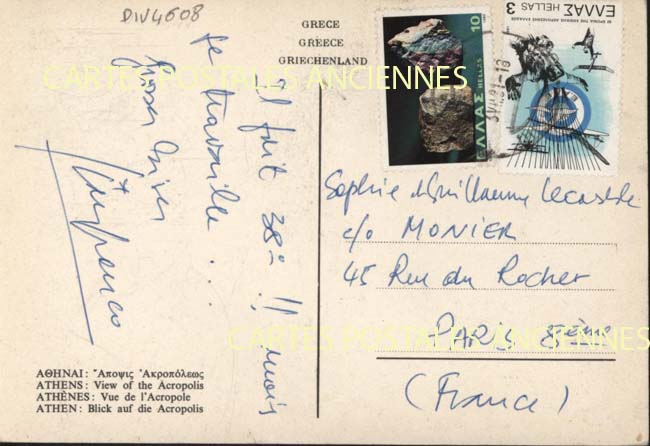 DIV4608
GRECE
GREECE
GRIECHENLAND
il fait 38° !! mais
je travaille ...
ΑΘΗΝΑΙ: Ἄποψις Ἀκροπόλεως
ATHENS: View of the Acropolis
ATHÈNES: Vue de l'Acropole
ATHEN: Blick auf die Acropolis
10
ΕΛΛΑΣ HELLAS
ΕΛΛΑΣ HELLAS 3
Sophie Guillaume
c/o MONIER
45 Rue du Rocher
PARIS 8ème
(France)
CARTES POSTALES ANCIENNES
CARTES POSTALES ANCIENNES